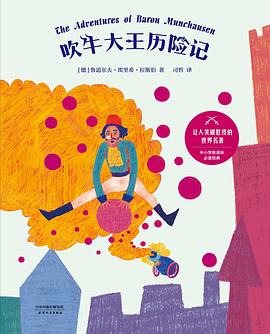 The Adventures of Baron Munchausen
吹牛大王历险记
[德] 鲁道尔夫·埃里希·拉斯伯 著 司哲 译
让人笑破肚皮的
世界名著
中小学新课标
必读经典